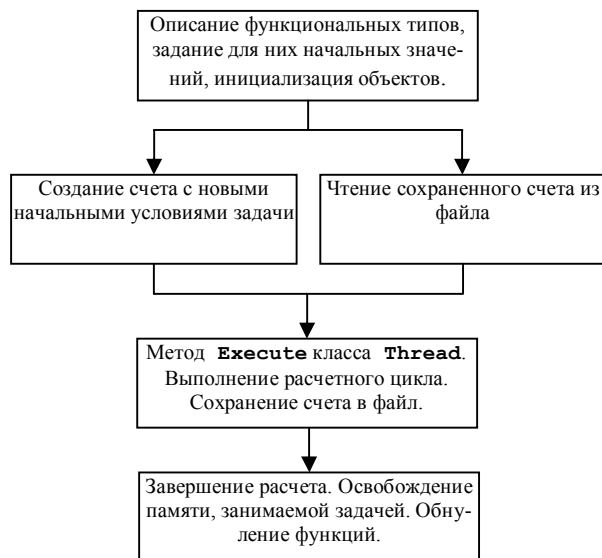 Описание функциональных типов,
задание для них начальных значе-
ний, инициализация объектов.
Создание счета с новыми
начальными условиями задачи
Чтение сохраненного счета из
файла
Метод Execute класса Thread.
Выполнение расчетного цикла.
Сохранение счета в файл.
Завершение расчета. Освобождение
памяти, занимаемой задачей. Обну-
ление функций.